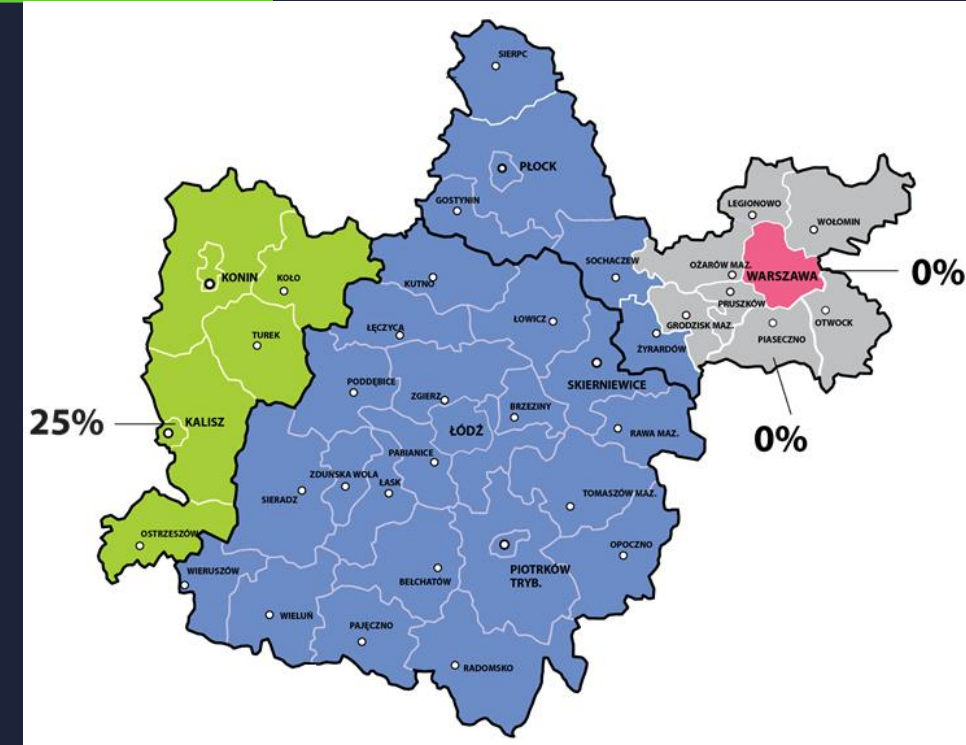 SIERPC
PŁOCK
GOSTYNIN
LEGIONOWO
WOŁOMIN
SOCHACZEW
OŻARÓW MAZ.
WARSZAWA
0%
KONIN
KOŁO
KUTNO
PRUSZKÓW
GRODZISK MAZ.
OTWOCK
ŁOWICZ
ŁĘCZYCA
TUREK
PIASECZNO
ŻYRARDÓW
SKIERNIEWICE
PODDĘBICE
ZGIERZ
BRZEZINY
25%
KALISZ
ŁÓDŹ
RAWA MAZ.
0%
PABIANICE
ZDUŃSKA WOLA
ŁASK
SIERADZ
TOMASZÓW MAZ.
OSTRZESZÓW
OPOCZNO
WIERUSZÓW
PIOTRKÓW
TRYB.
BEŁCHATÓW
WIELUŃ
PAJĘCZNO
RADOMSKO